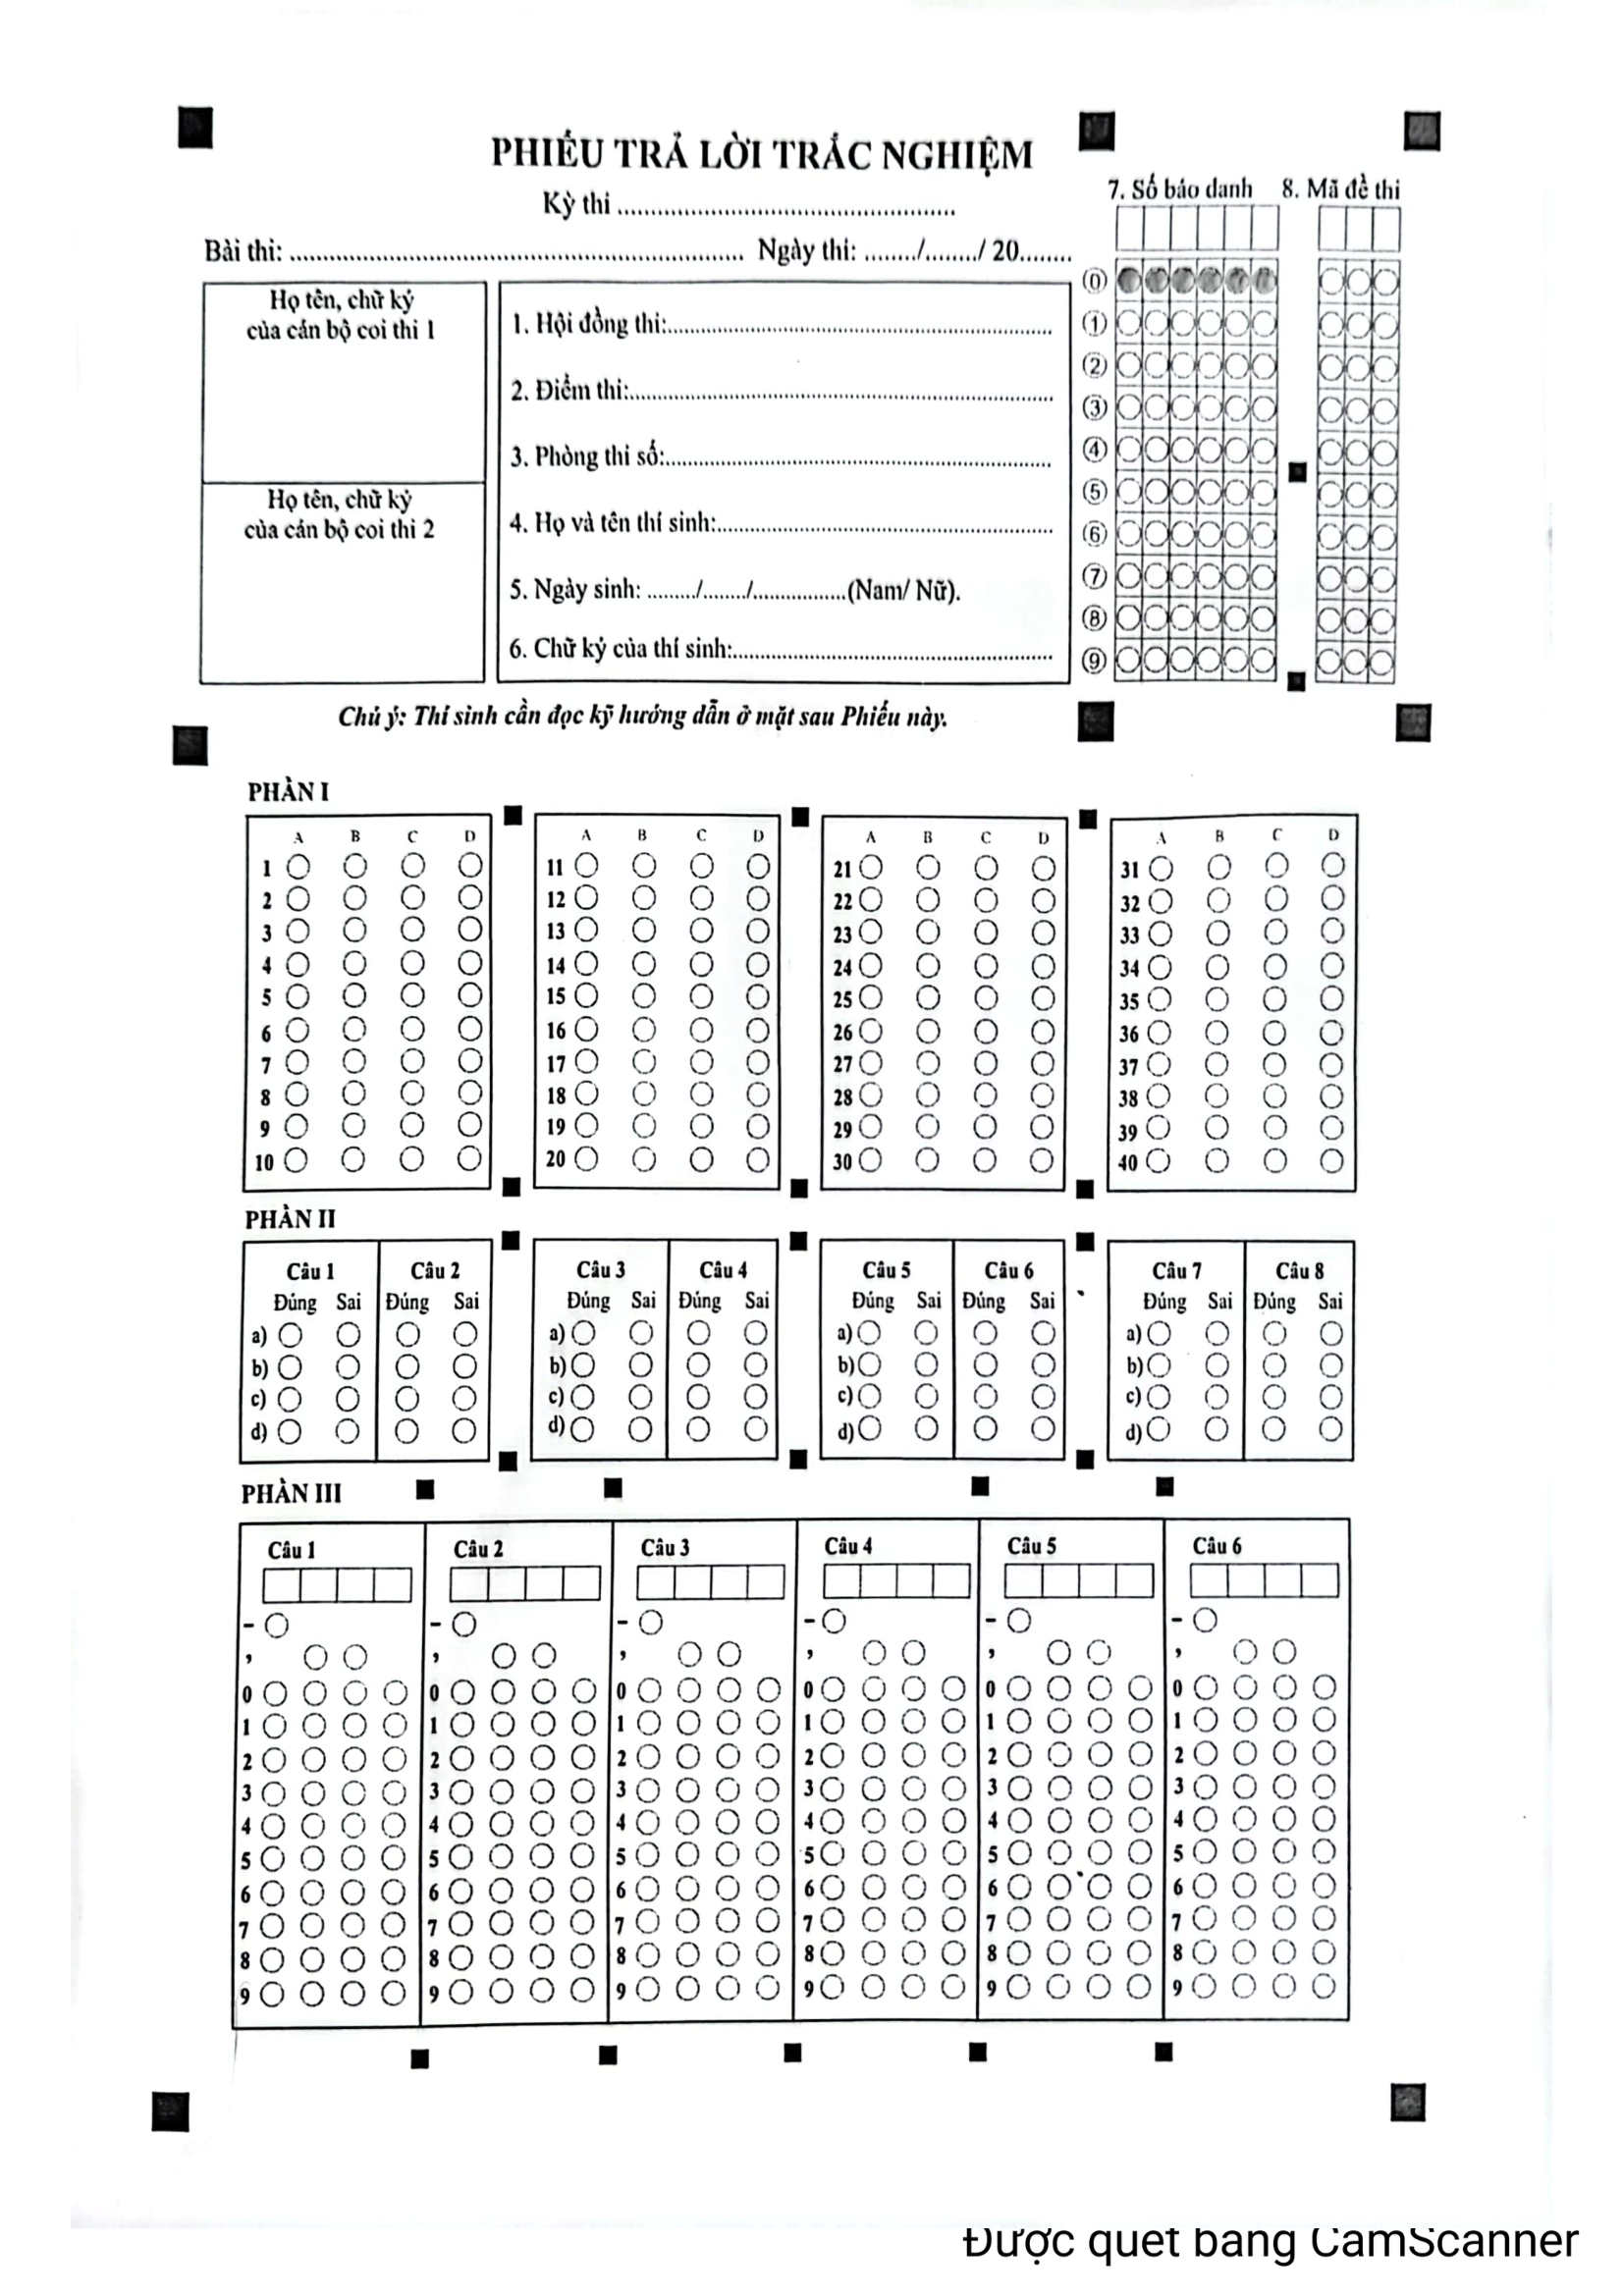 PHIẾU TRẢ LỜI TRẮC NGHIỆM
Kỳ thi ..................................................
Bài thi: .................................................................. Ngày thi: ......../......../ 20........
Họ tên, chữ ký
của cán bộ coi thi 1
Họ tên, chữ ký
của cán bộ coi thi 2
1. Hội đồng thi:..........................................................
2. Điểm thi:................................................................
3. Phòng thi số:..........................................................
4. Họ và tên thí sinh:..................................................
5. Ngày sinh: ......../......./...............(Nam/ Nữ).
6. Chữ ký của thí sinh:................................................
7. Số báo danh 8. Mã đề thi
(0)
(1)
(2)
(3)
(4)
(5)
(6)
(7)
(8)
(9)
Chú ý: Thí sinh cần đọc kỹ hướng dẫn ở mặt sau Phiếu này.
PHẦN I
A B C D A B C D A B C D A B C D
1 11 21 31
2 12 22 32
3 13 23 33
4 14 24 34
5 15 25 35
6 16 26 36
7 17 27 37
8 18 28 38
9 19 29 39
10 20 30 40
PHẦN II
Câu 1 Câu 2 Câu 3 Câu 4 Câu 5 Câu 6 Câu 7 Câu 8
Đúng Sai Đúng Sai Đúng Sai Đúng Sai Đúng Sai Đúng Sai Đúng Sai Đúng Sai
a) a) a) a)
b) b) b) b)
c) c) c) c)
d) d) d) d)
PHẦN III
Câu 1 Câu 2 Câu 3 Câu 4 Câu 5 Câu 6
- - - - - -
, , , , , ,
0 0 0 0 0 0
1 1 1 1 1 1
2 2 2 2 2 2
3 3 3 3 3 3
4 4 4 4 4 4
5 5 5 5 5 5
6 6 6 6 6 6
7 7 7 7 7 7
8 8 8 8 8 8
9 9 9 9 9 9
Được quét bằng CamScanner